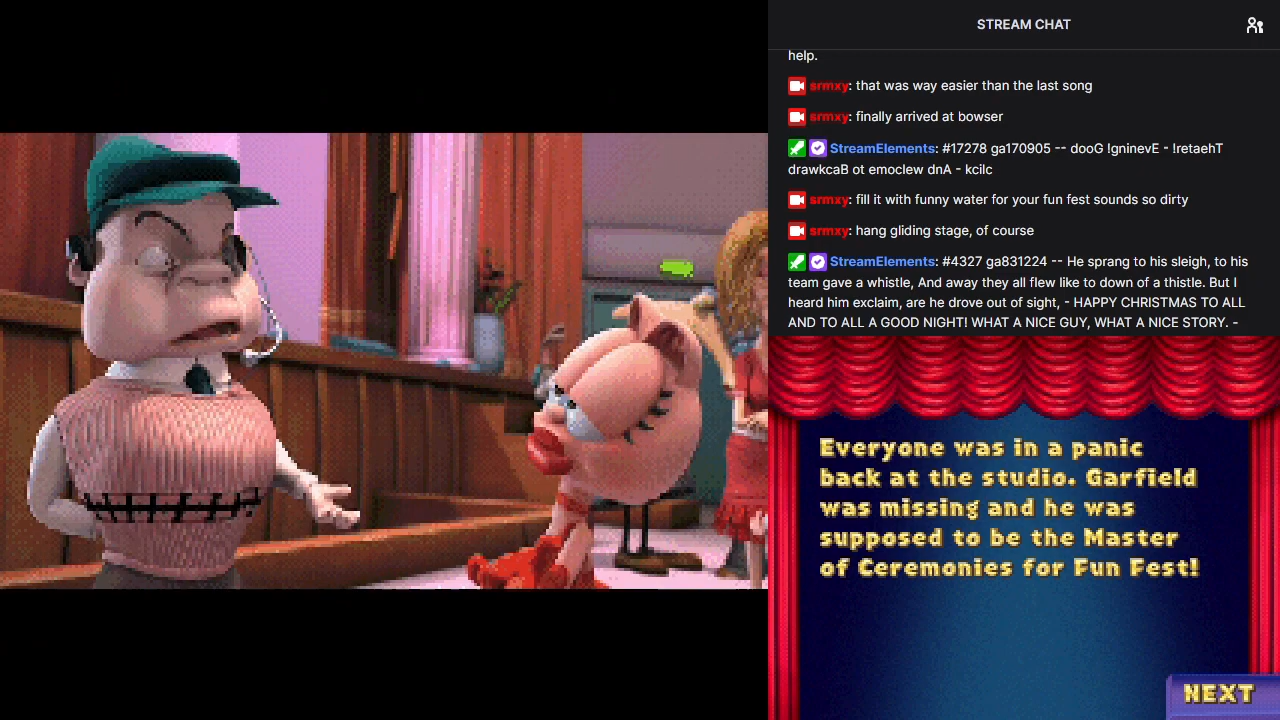 STREAM CHAT
help.
srmxy: that was way easier than the last song
srmxy: finally arrived at bowser
StreamElements: #17278 ga170905 -- dooG !gninevE - !retaehT
drawkcaB ot emoclew dnA - kcilc
srmxy: fill it with funny water for your fun fest sounds so dirty
srmxy: hang gliding stage, of course
StreamElements: #4327 ga831224 -- He sprang to his sleigh, to his
team gave a whistle, And away they all flew like to down of a thistle. But I
heard him exclaim, are he drove out of sight, - HAPPY CHRISTMAS TO ALL
AND TO ALL A GOOD NIGHT! WHAT A NICE GUY, WHAT A NICE STORY. -
Everyone was in a panic
back at the studio. Garfield
was missing and he was
supposed to be the Master
of Ceremonies for Fun Fest!
NEXT